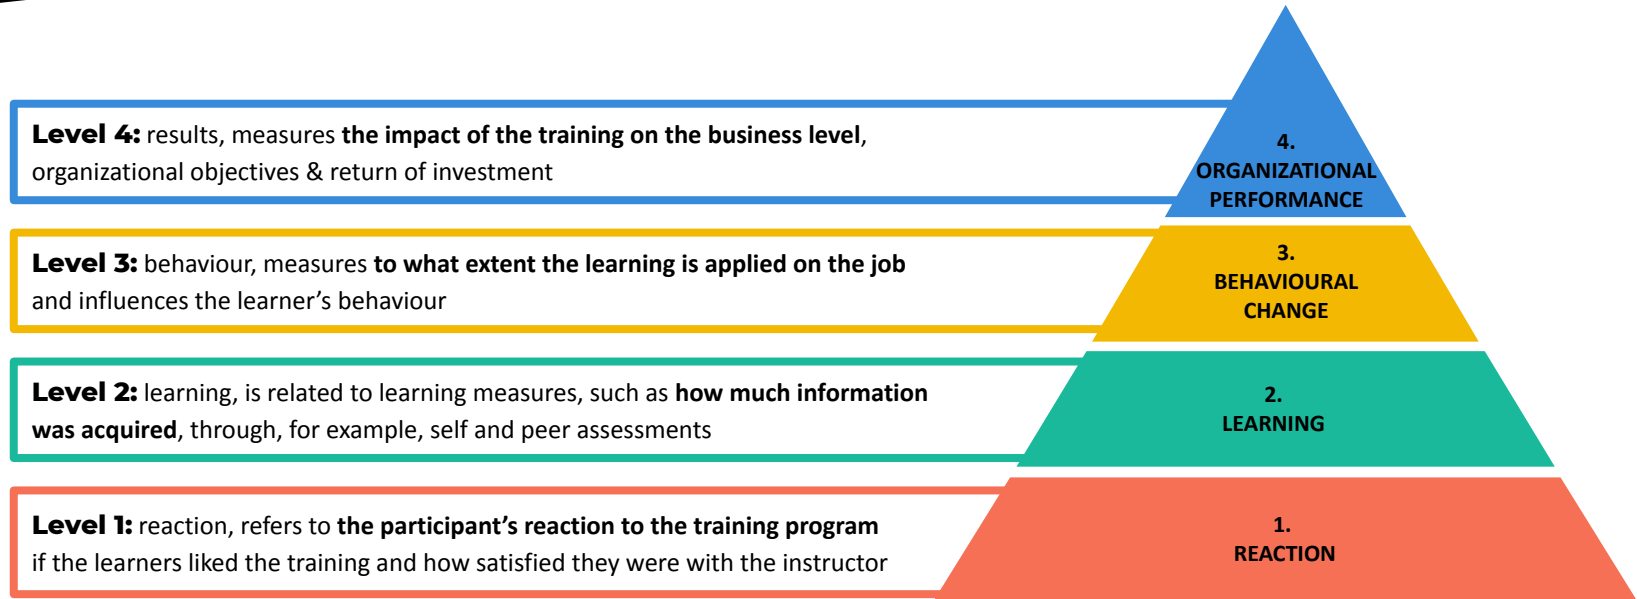 Level 4: results, measures the impact of the training on the business level,
organizational objectives & return of investment
4.
ORGANIZATIONAL
PERFORMANCE
Level 3: behaviour, measures to what extent the learning is applied on the job
and influences the learner’s behaviour
3.
BEHAVIOURAL
CHANGE
Level 2: learning, is related to learning measures, such as how much information
was acquired, through, for example, self and peer assessments
2.
LEARNING
Level 1: reaction, refers to the participant’s reaction to the training program
if the learners liked the training and how satisfied they were with the instructor
1.
REACTION